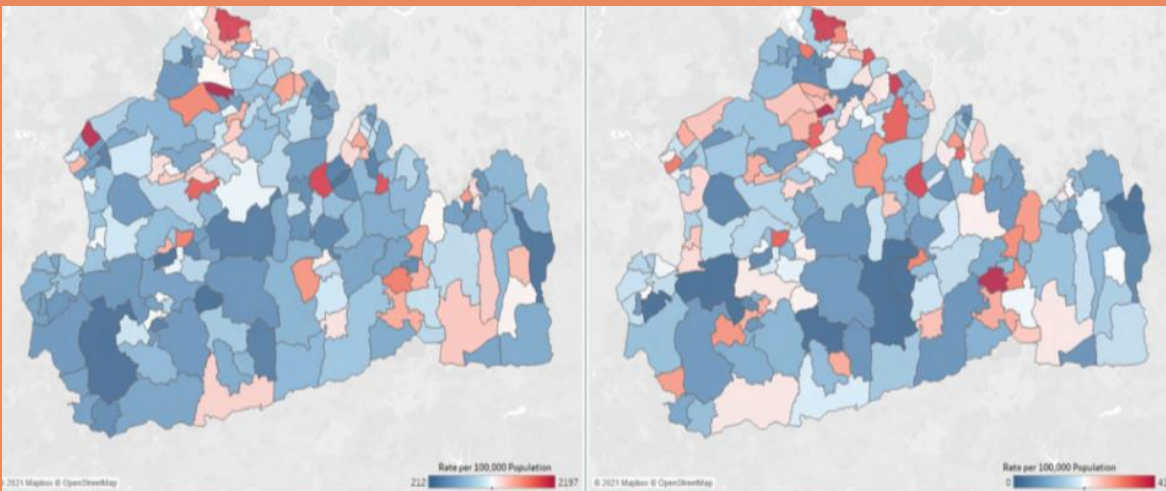 Rate per 100,000 Population
212 2197
2021 Mapbox © OpenStreetMap
Rate per 100,000 Population
0
© 2021 Mapbox © OpenStreetMap